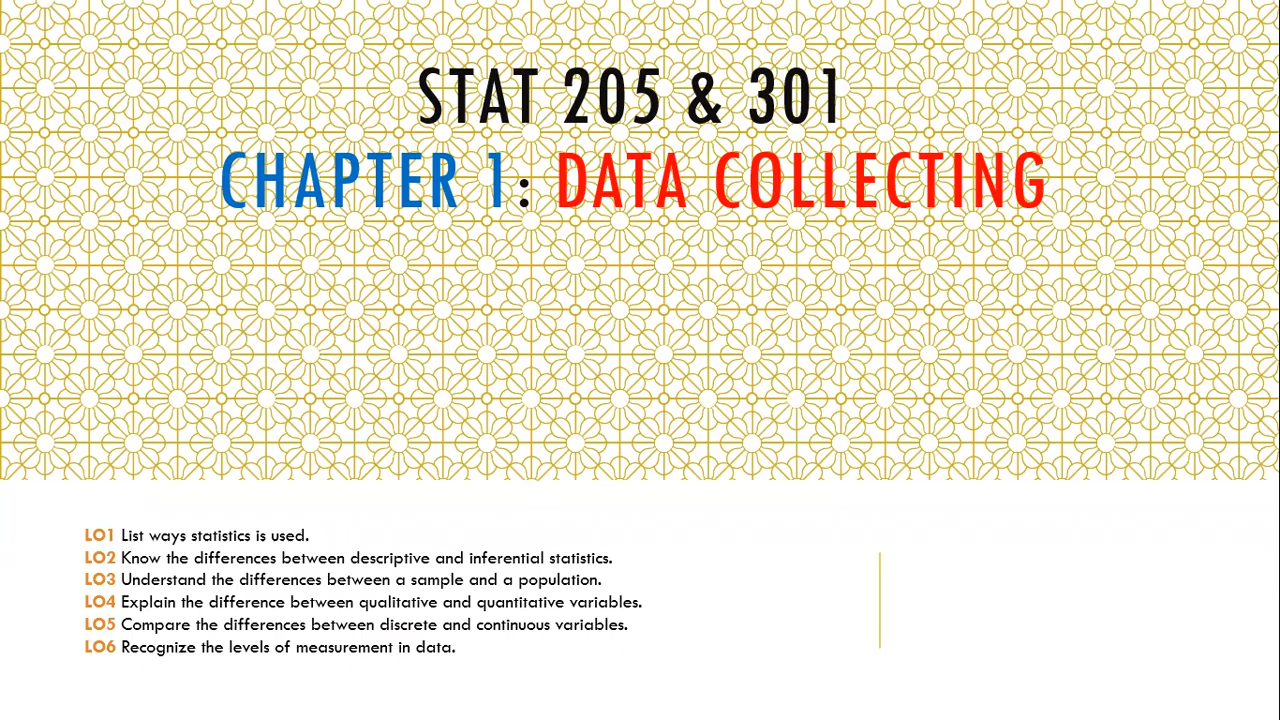 STAT 205 & 301
CHAPTER 1: DATA COLLECTING
LO1 List ways statistics is used.
LO2 Know the differences between descriptive and inferential statistics.
LO3 Understand the differences between a sample and a population.
LO4 Explain the difference between qualitative and quantitative variables.
LO5 Compare the differences between discrete and continuous variables.
LO6 Recognize the levels of measurement in data.